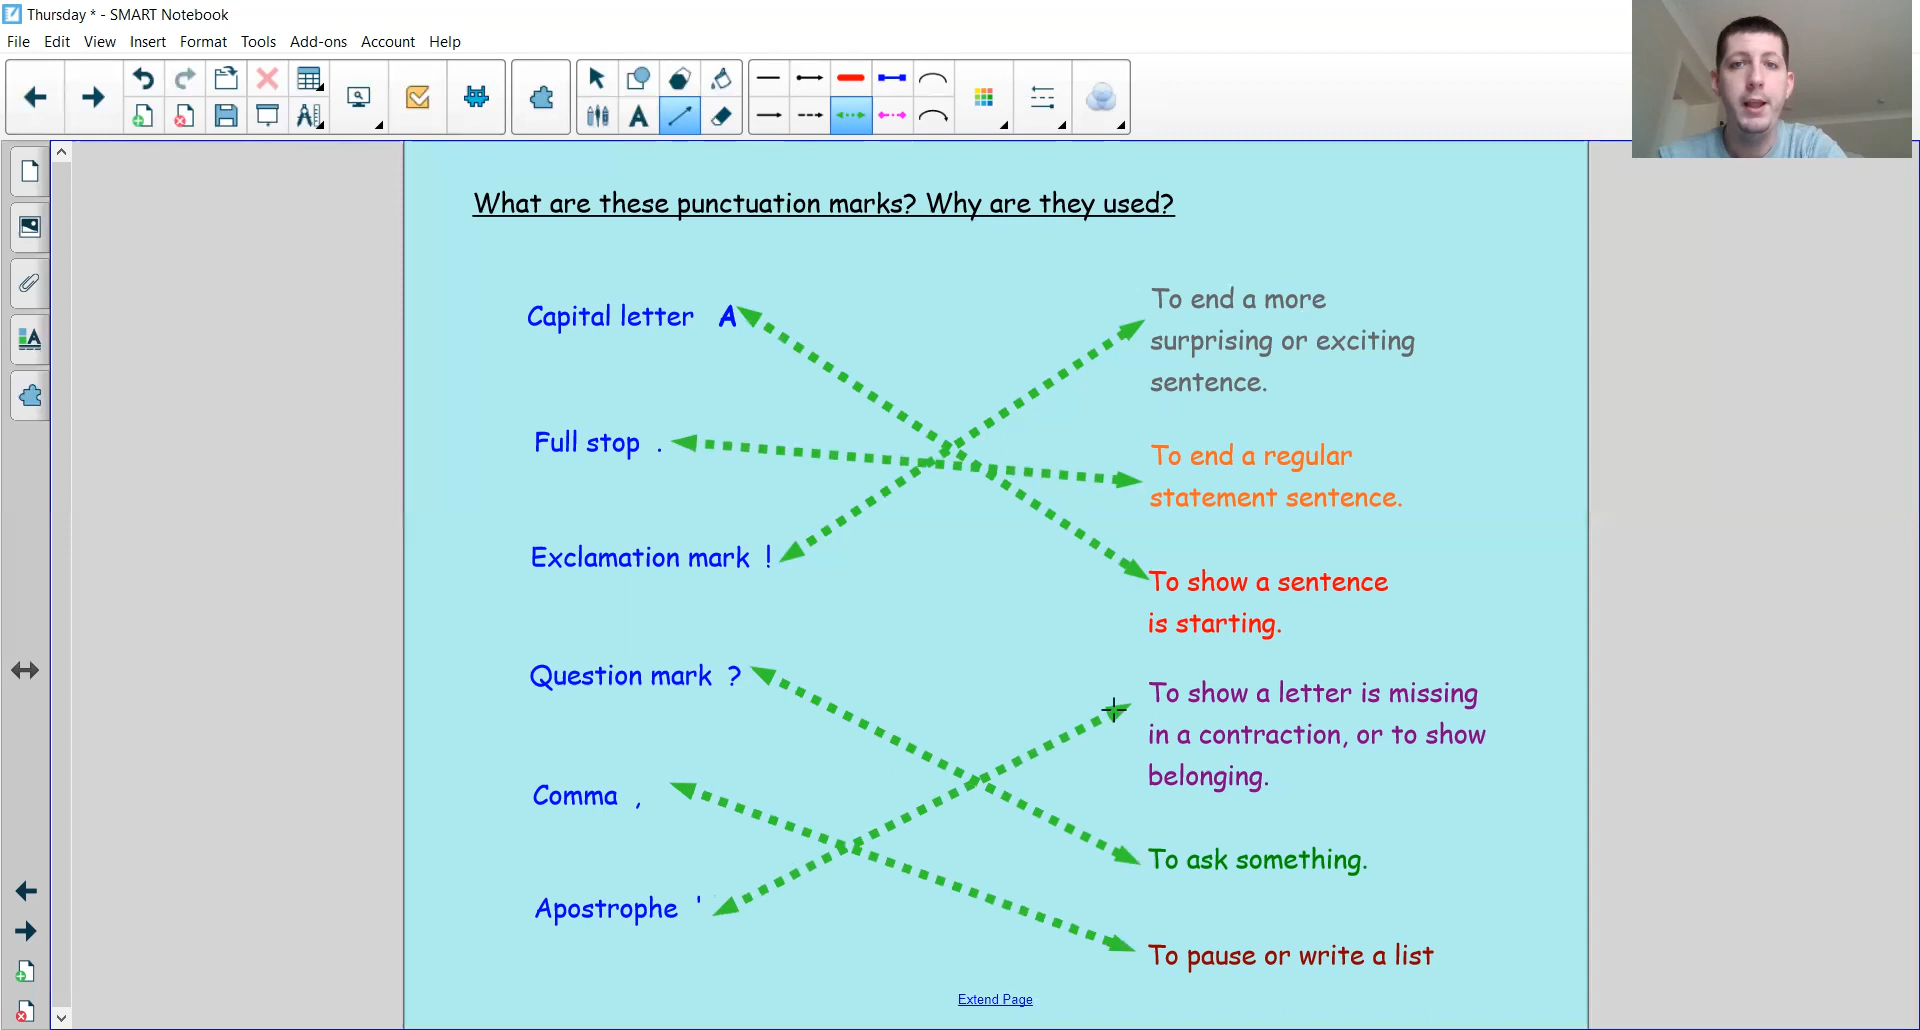 Thursday * - SMART Notebook
File Edit View Insert Format Tools Add-ons Account Help
What are these punctuation marks? Why are they used?
Capital letter A
Full stop .
Exclamation mark !
Question mark ?
Comma ,
Apostrophe '
To end a more
surprising or exciting
sentence.
To end a regular
statement sentence.
To show a sentence
is starting.
To show a letter is missing
in a contraction, or to show
belonging.
To ask something.
To pause or write a list
Extend Page